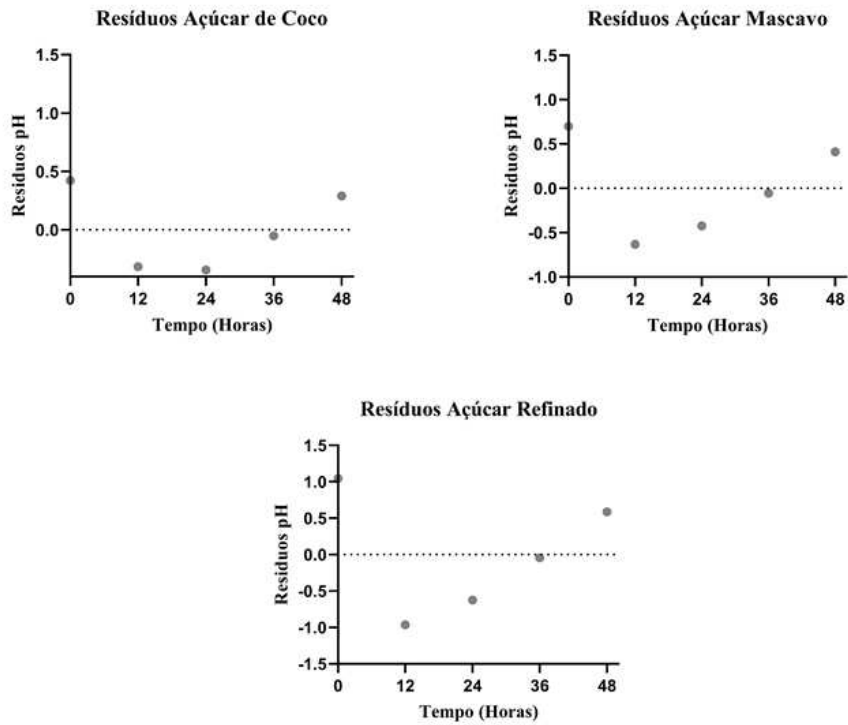 Resíduos Açúcar de Coco
1.5
1.0
0.5
0.0
Residuos pH
0 12 24 36 48
Tempo (Horas)
Resíduos Açúcar Mascavo
1.5
1.0
0.5
0.0
-0.5
-1.0
Residuos pH
0 12 24 36 48
Tempo (Horas)
Resíduos Açúcar Refinado
1.5
1.0
0.5
0.0
-0.5
-1.0
-1.5
Residuos pH
0 12 24 36 48
Tempo (Horas)